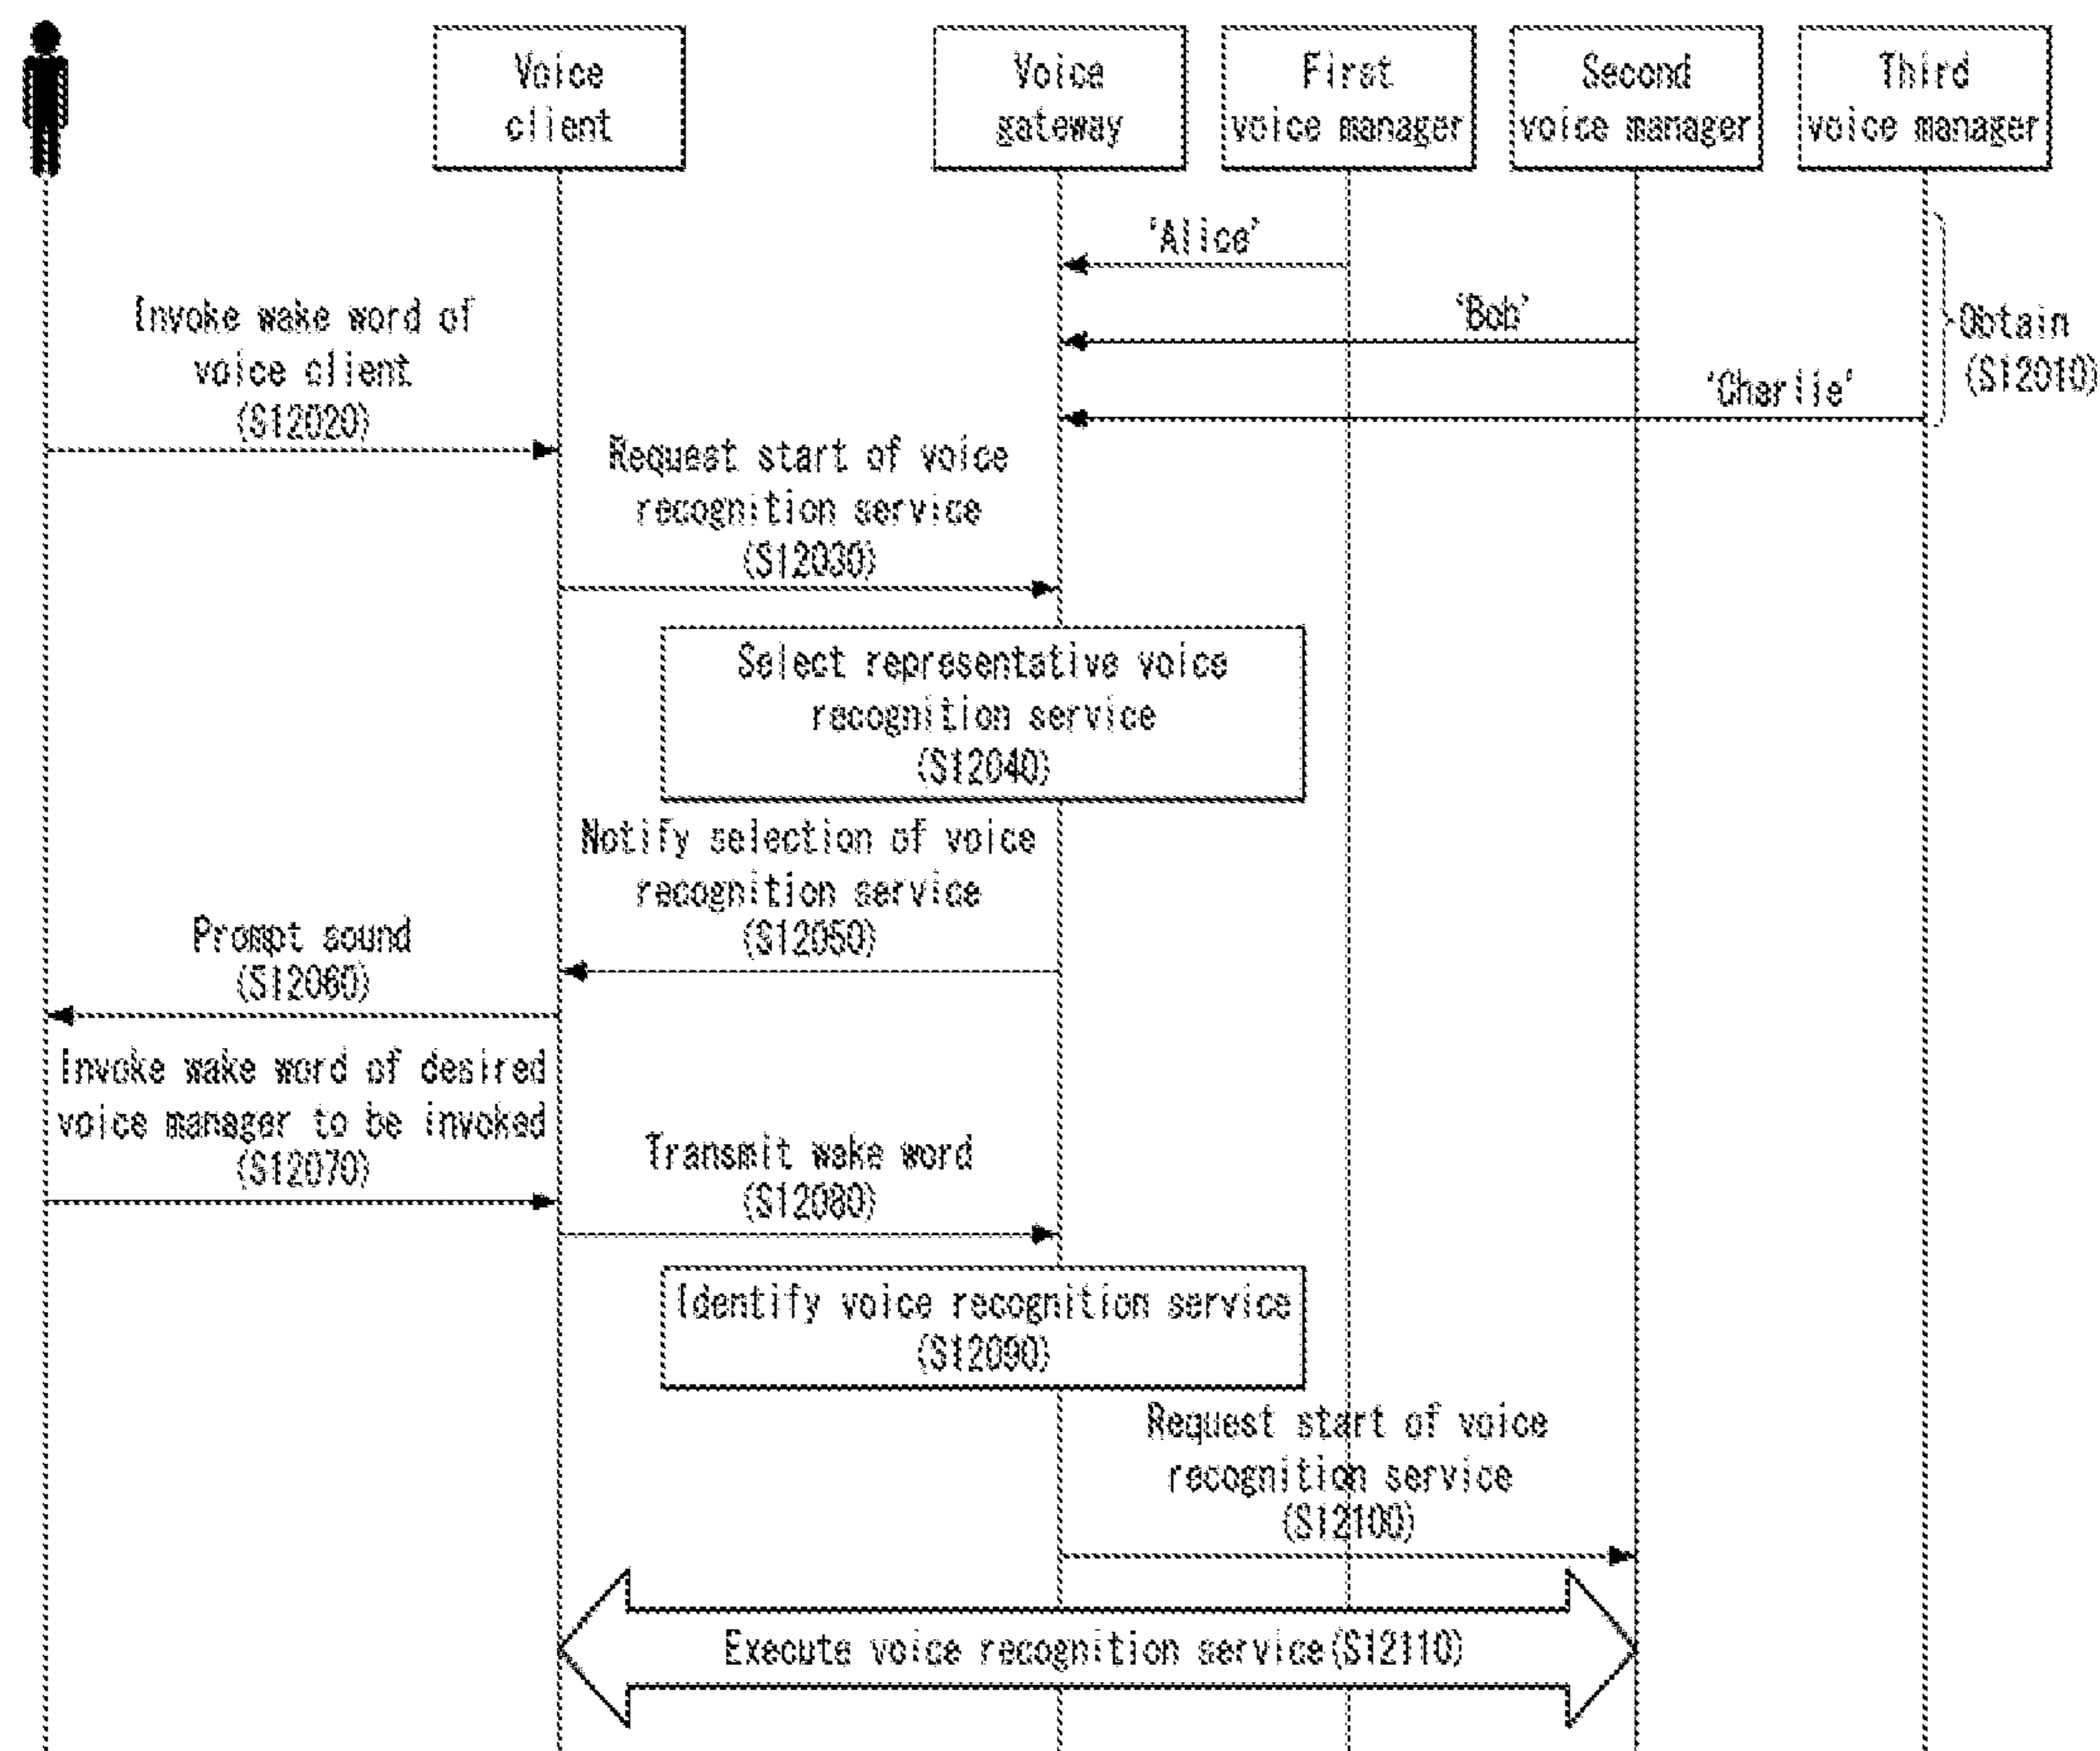 Voice
client
Voice
gateway
First
voice manager
Second
voice manager
Third
voice manager
'Alice'
'Bob'
'Charlie'
Obtain
(S12010)
Invoke wake word of
voice client
(S12020)
Request start of voice
recognition service
(S12030)
Select representative voice
recognition service
(S12040)
Notify selection of voice
recognition service
(S12050)
Prompt sound
(S12060)
Invoke wake word of desired
voice manager to be invoked
(S12070)
Transmit wake word
(S12080)
Identify voice recognition service
(S12090)
Request start of voice
recognition service
(S12100)
Execute voice recognition service(S12110)